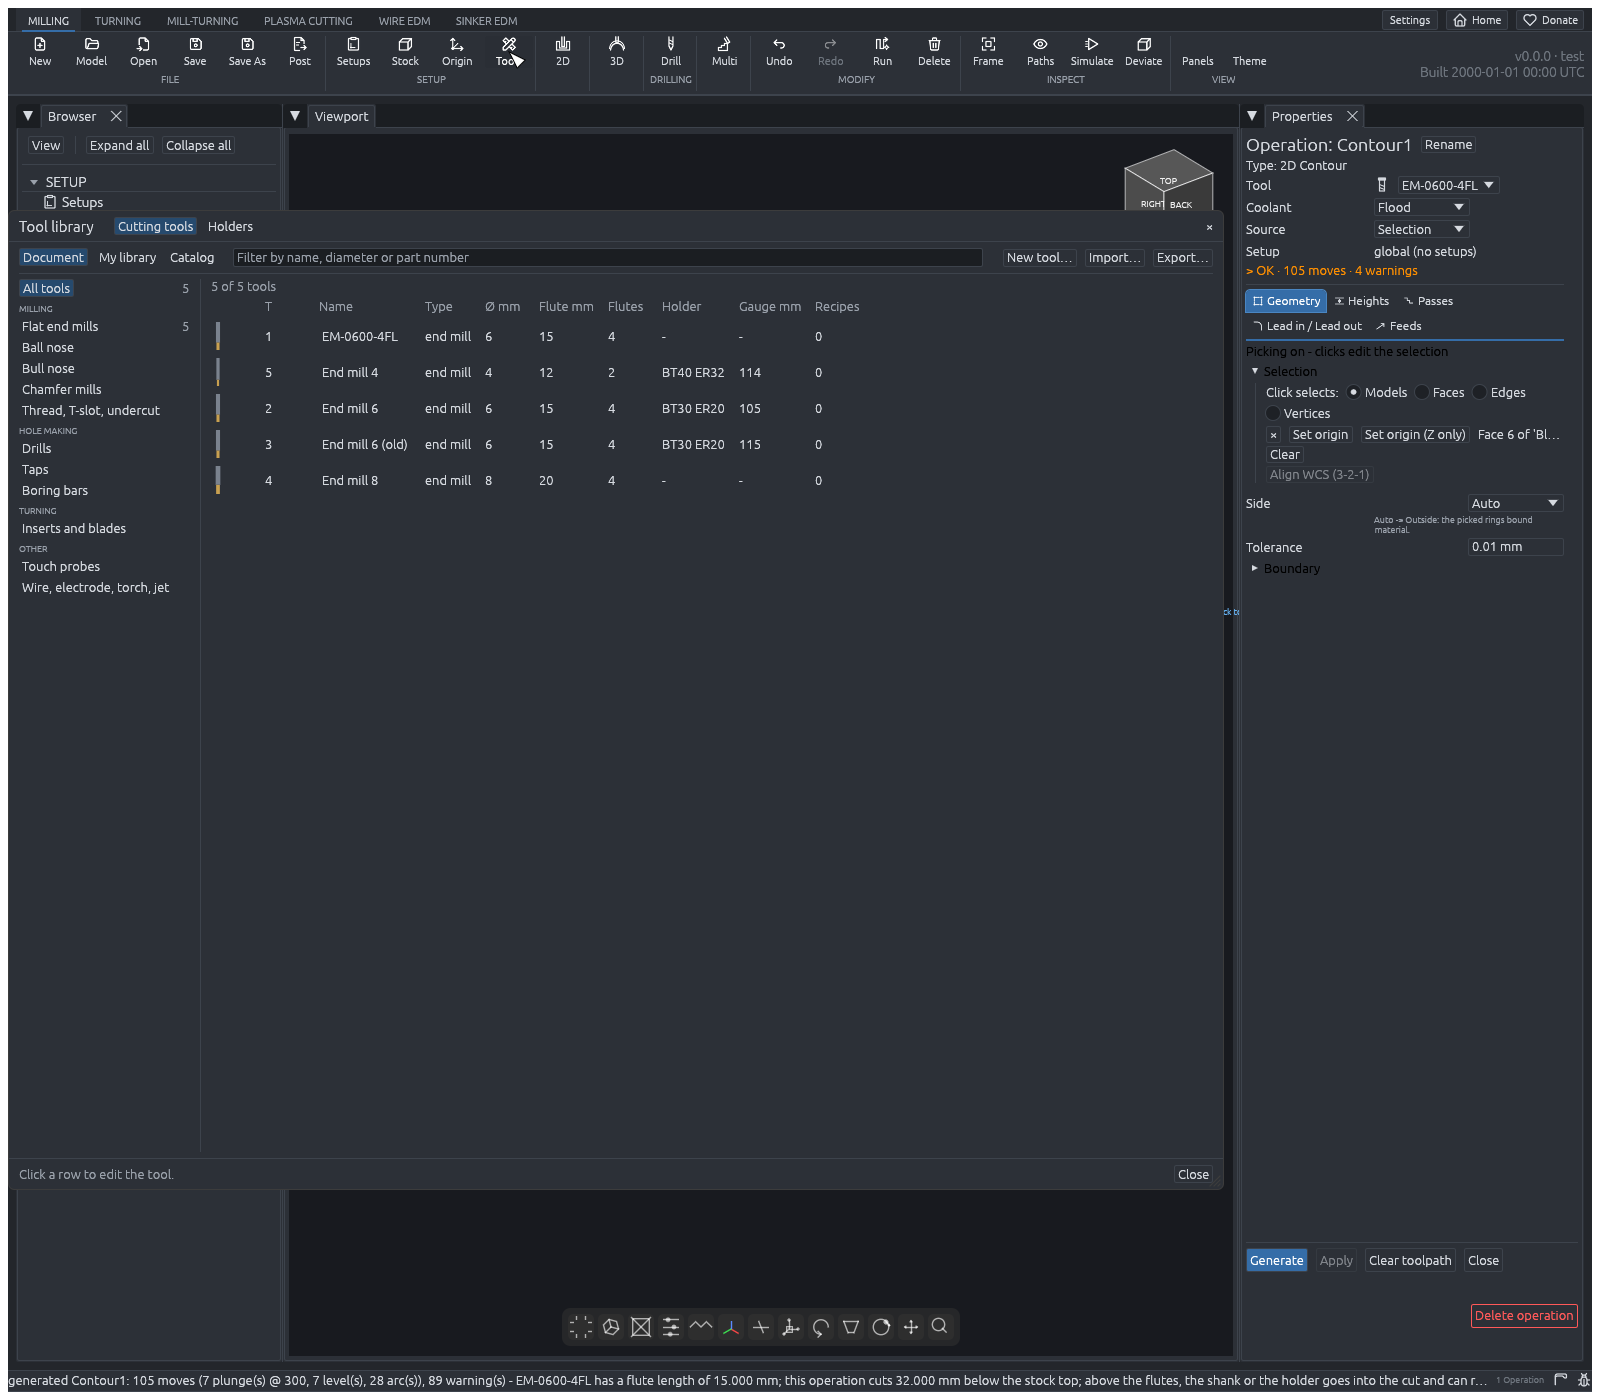 MILLING TURNING MILL-TURNING PLASMA CUTTING WIRE EDM SINKER EDM Settings Home Donate
New Model Open Save Save As Post Setups Stock Origin 2D 3D Drill Multi Undo Redo Run Delete Frame Paths Simulate Deviate Panels Theme
FILE SETUP DRILLING MODIFY INSPECT VIEW
v0.0.0 · test
Built 2000-01-01 00:00 UTC
Browser Viewport Properties
View Expand all Collapse all
SETUP
Setups
TOP
RIGHT BACK
Tool library Cutting tools Holders
Document My library Catalog Filter by name, diameter or part number New tool... Import... Export...
All tools 5
MILLING
Flat end mills 5
Ball nose
Bull nose
Chamfer mills
Thread, T-slot, undercut
HOLE MAKING
Drills
Taps
Boring bars
TURNING
Inserts and blades
OTHER
Touch probes
Wire, electrode, torch, jet
5 of 5 tools
T Name Type Ø mm Flute mm Flutes Holder Gauge mm Recipes
1 EM-0600-4FL end mill 6 15 4 - - 0
5 End mill 4 end mill 4 12 2 BT40 ER32 114 0
2 End mill 6 end mill 6 15 4 BT30 ER20 105 0
3 End mill 6 (old) end mill 6 15 4 BT30 ER20 115 0
4 End mill 8 end mill 8 20 4 - - 0
Click a row to edit the tool. Close
Operation: Contour1 Rename
Type: 2D Contour
Tool EM-0600-4FL
Coolant Flood
Source Selection
Setup global (no setups)
> OK · 105 moves · 4 warnings
Geometry Heights Passes
Lead in / Lead out Feeds
Picking on - clicks edit the selection
Selection
Click selects: Models Faces Edges
Vertices
× Set origin Set origin (Z only) Face 6 of 'Bl...
Clear
Align WCS (3-2-1)
Side Auto
Auto -> Outside: the picked rings bound
material.
Tolerance 0.01 mm
Boundary
Generate Apply Clear toolpath Close
Delete operation
generated Contour1: 105 moves (7 plunge(s) @ 300, 7 level(s), 28 arc(s)), 89 warning(s) - EM-0600-4FL has a flute length of 15.000 mm; this operation cuts 32.000 mm below the stock top; above the flutes, the shank or the holder goes into the cut and can r... 1 Operation